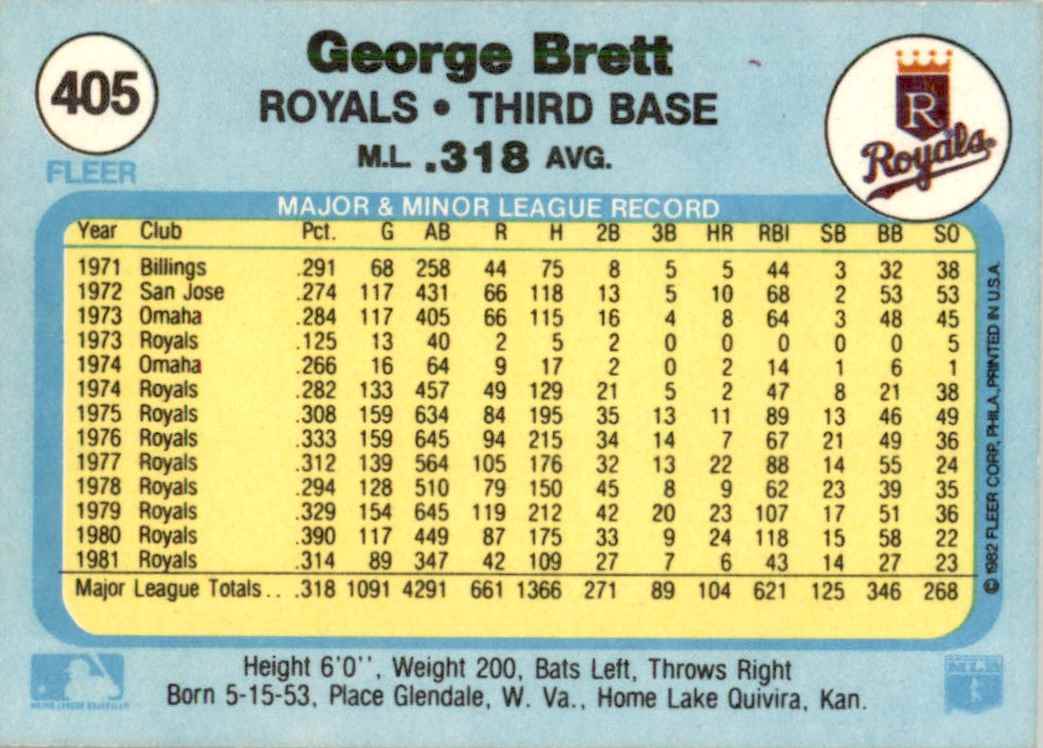 405
FLEER
George Brett
ROYALS • THIRD BASE
M.L. .318 AVG.
R
Royals
MAJOR & MINOR LEAGUE RECORD
Year Club Pct. G AB R H 2B 3B HR RBI SB BB SO
1971 Billings .291 68 258 44 75 8 5 5 44 3 32 38
1972 San Jose .274 117 431 66 118 13 5 10 68 2 53 53
1973 Omaha .284 117 405 66 115 16 4 8 64 3 48 45
1973 Royals .125 13 40 2 5 2 0 0 0 0 0 5
1974 Omaha .266 16 64 9 17 2 0 2 14 1 6 1
1974 Royals .282 133 457 49 129 21 5 2 47 8 21 38
1975 Royals .308 159 634 84 195 35 13 11 89 13 46 49
1976 Royals .333 159 645 94 215 34 14 7 67 21 49 36
1977 Royals .312 139 564 105 176 32 13 22 88 14 55 24
1978 Royals .294 128 510 79 150 45 8 9 62 23 39 35
1979 Royals .329 154 645 119 212 42 20 23 107 17 51 36
1980 Royals .390 117 449 87 175 33 9 24 118 15 58 22
1981 Royals .314 89 347 42 109 27 7 6 43 14 27 23
Major League Totals . . .318 1091 4291 661 1366 271 89 104 621 125 346 268
© 1982 FLEER CORP., PHILA., PRINTED IN U.S.A.
Height 6'0'', Weight 200, Bats Left, Throws Right
Born 5-15-53, Place Glendale, W. Va., Home Lake Quivira, Kan.